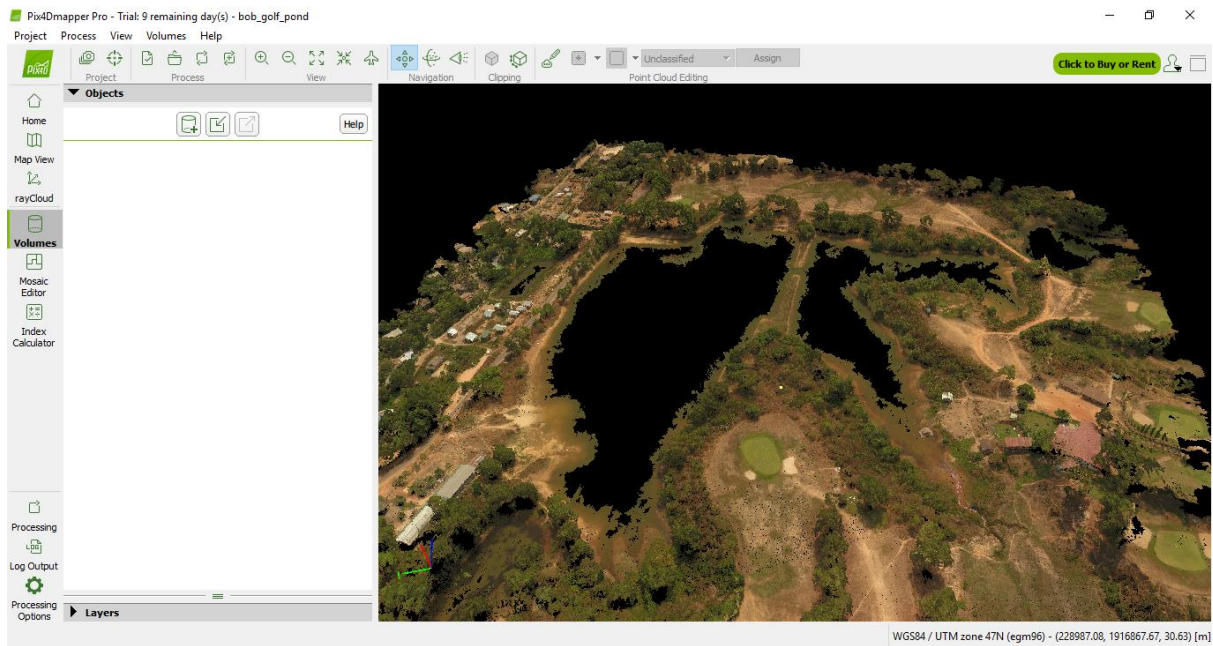 Pix4Dmapper Pro - Trial: 9 remaining day(s) - bob_golf_pond
Project Process View Volumes Help
PIX4D
Project Process View Navigation Clipping Point Cloud Editing
Unclassified Assign
Click to Buy or Rent
Home
Map View
rayCloud
Volumes
Mosaic
Editor
Index
Calculator
Processing
Log Output
Processing
Options
Objects
Help
Layers
LOG
WGS84 / UTM zone 47N (egm96) - (228987.08, 1916867.67, 30.63) [m]